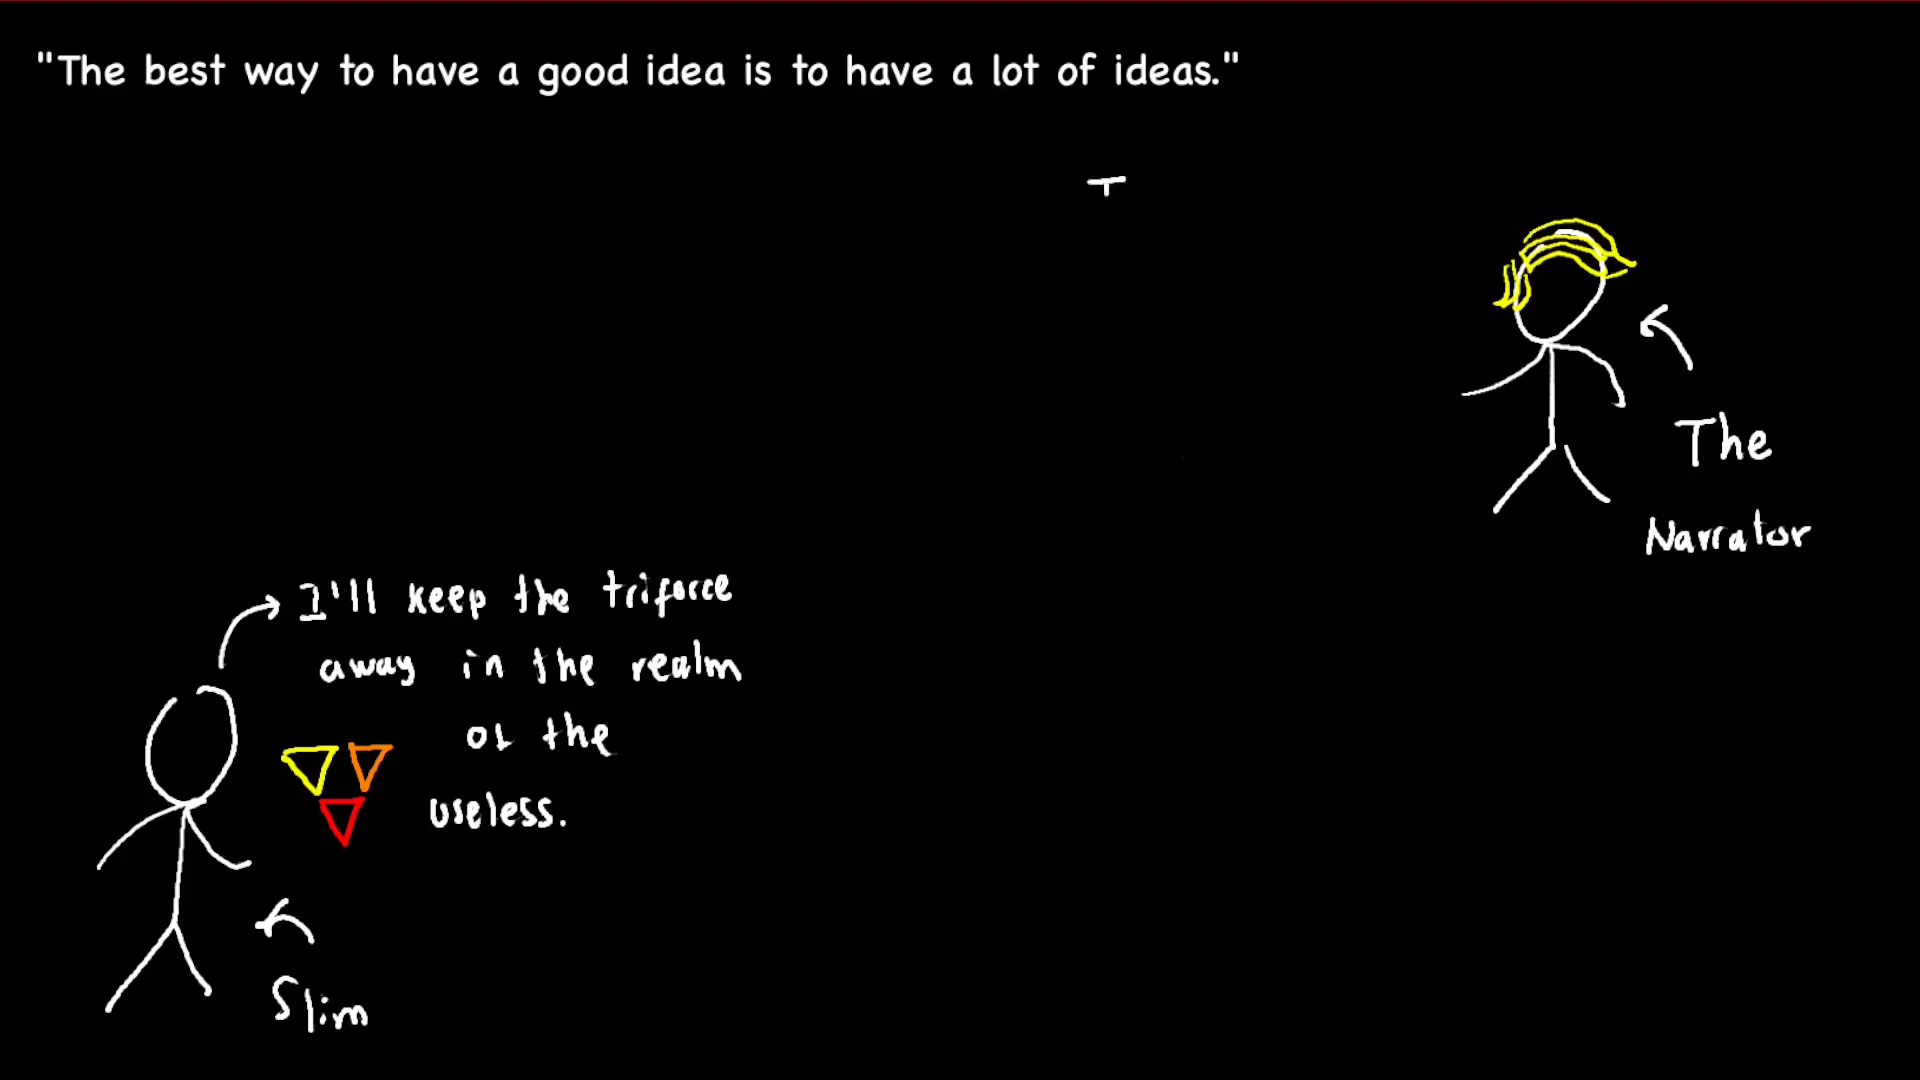 "The best way to have a good idea is to have a lot of ideas."
T
The
Narrator
I'll keep the triforce
away in the realm
of the
useless.
Slim